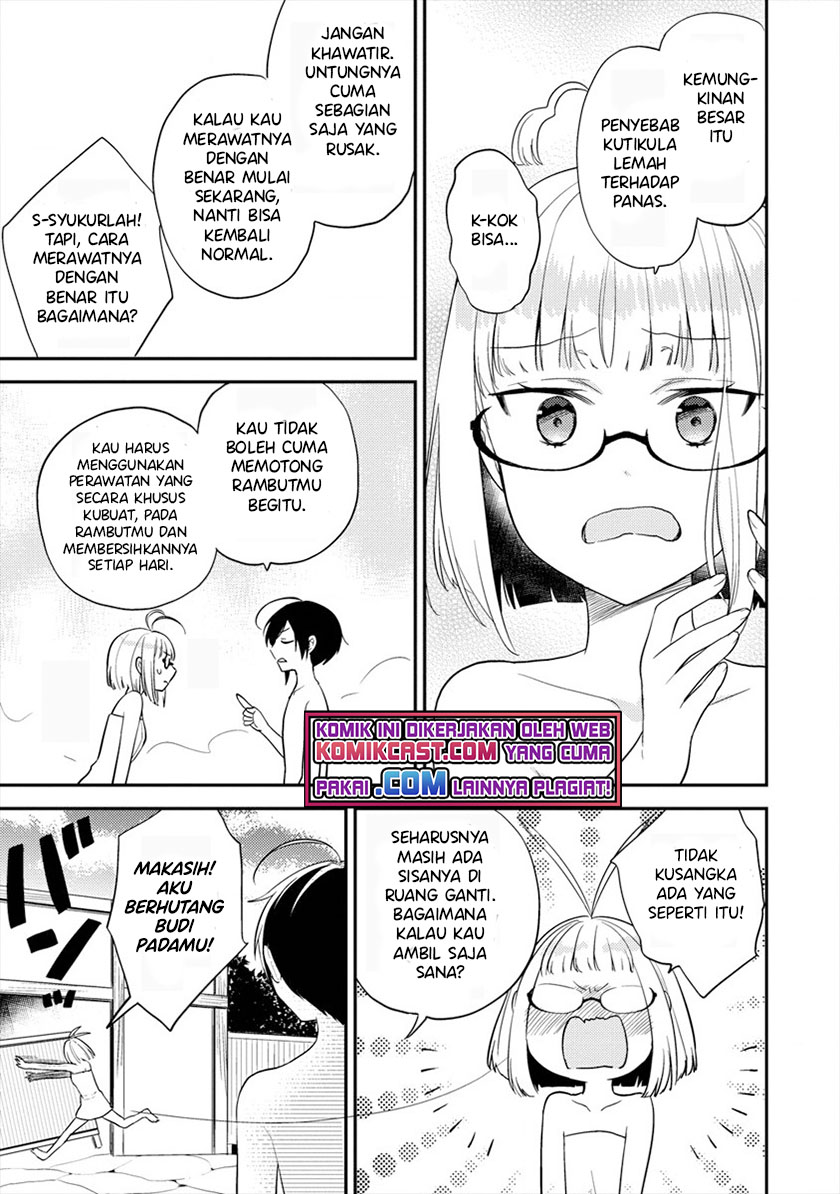 KEMUNG-
KINAN
BESAR
ITU
PENYEBAB
KUTIKULA
LEMAH
TERHADAP
PANAS.
K-KOK
BISA...
JANGAN
KHAWATIR.
UNTUNGNYA
CUMA
SEBAGIAN
SAJA YANG
RUSAK.
KALAU KAU
MERAWATNYA
DENGAN
BENAR MULAI
SEKARANG,
NANTI BISA
KEMBALI
NORMAL.
S-SYUKURLAH!
TAPI, CARA
MERAWATNYA
DENGAN
BENAR ITU
BAGAIMANA?
KAU TIDAK
BOLEH CUMA
MEMOTONG
RAMBUTMU
BEGITU.
KAU HARUS
MENGGUNAKAN
PERAWATAN YANG
SECARA KHUSUS
KUBUAT, PADA
RAMBUTMU DAN
MEMBERSIHKANNYA
SETIAP HARI.
KOMIK INI DIKERJAKAN OLEH WEB
KOMIKCAST.COM YANG CUMA
PAKAI .COM LAINNYA PLAGIAT!
TIDAK
KUSANGKA
ADA YANG
SEPERTI ITU!
SEHARUSNYA
MASIH ADA
SISANYA DI
RUANG GANTI.
BAGAIMANA
KALAU KAU
AMBIL SAJA
SANA?
MAKASIH!
AKU
BERHUTANG
BUDI
PADAMU!